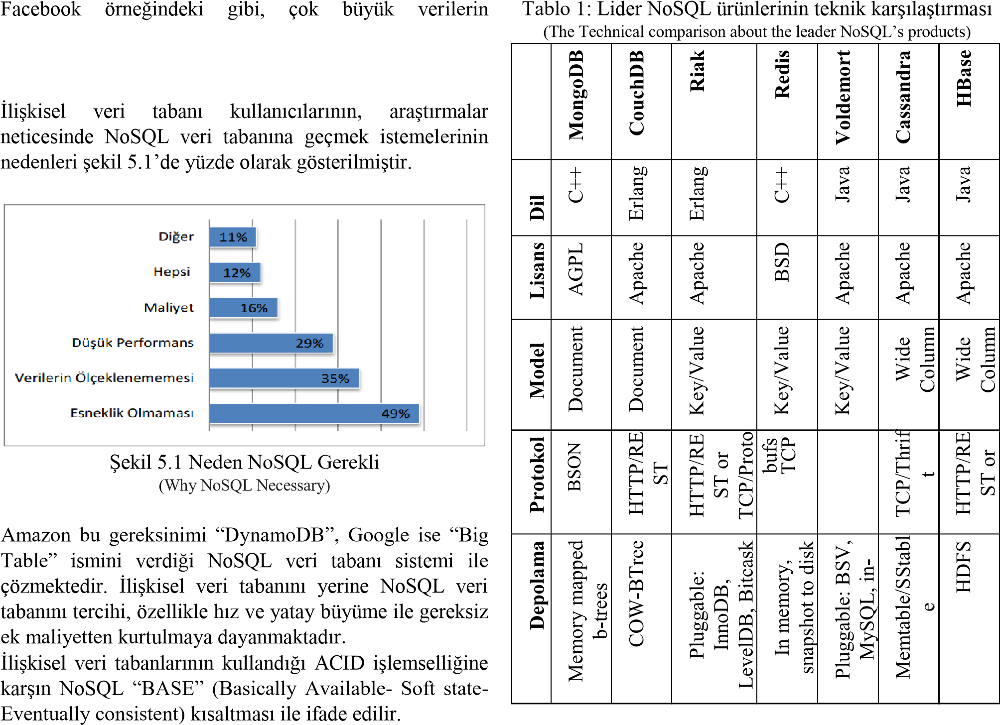 Facebook örneğindeki gibi, çok büyük verilerin
İlişkisel veri tabanı kullanıcılarının, araştırmalar
neticesinde NoSQL veri tabanına geçmek istemelerinin
nedenleri şekil 5.1’de yüzde olarak gösterilmiştir.
Diğer 11%
Hepsi 12%
Maliyet 16%
Düşük Performans 29%
Verilerin Ölçeklenememesi 35%
Esneklik Olmaması 49%
Şekil 5.1 Neden NoSQL Gerekli
(Why NoSQL Necessary)
Amazon bu gereksinimi “DynamoDB”, Google ise “Big
Table” ismini verdiği NoSQL veri tabanı sistemi ile
çözmektedir. İlişkisel veri tabanını yerine NoSQL veri
tabanını tercihi, özellikle hız ve yatay büyüme ile gereksiz
ek maliyetten kurtulmaya dayanmaktadır.
İlişkisel veri tabanlarının kullandığı ACID işlemselliğine
karşın NoSQL “BASE” (Basically Available- Soft state-
Eventually consistent) kısaltması ile ifade edilir.
Tablo 1: Lider NoSQL ürünlerinin teknik karşılaştırması
(The Technical comparison about the leader NoSQL’s products)
MongoDB CouchDB Riak Redis Voldemort Cassandra HBase
Dil C++ Erlang Erlang C++ Java Java Java
Lisans AGPL Apache Apache BSD Apache Apache Apache
Model Document Document Key/Value Key/Value Key/Value Wide Column Wide Column
Protokol
BSON
HTTP/RE
ST
HTTP/RE
ST or
TCP/Proto
bufs
TCP
TCP/Thrif
t
HTTP/RE
ST or
Depolama
Memory mapped
b-trees
COW-BTree
Pluggable:
InnoDB,
LevelDB, Bitcask
In memory,
snapshot to disk
Pluggable: BSV,
MySQL, in-
Memtable/SStabl
e
HDFS